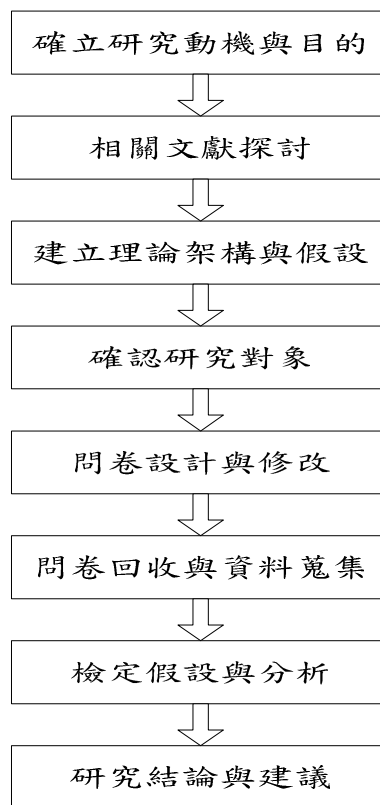 確立研究動機與目的
相關文獻探討
建立理論架構與假設
確認研究對象
問卷設計與修改
問卷回收與資料蒐集
檢定假設與分析
研究結論與建議